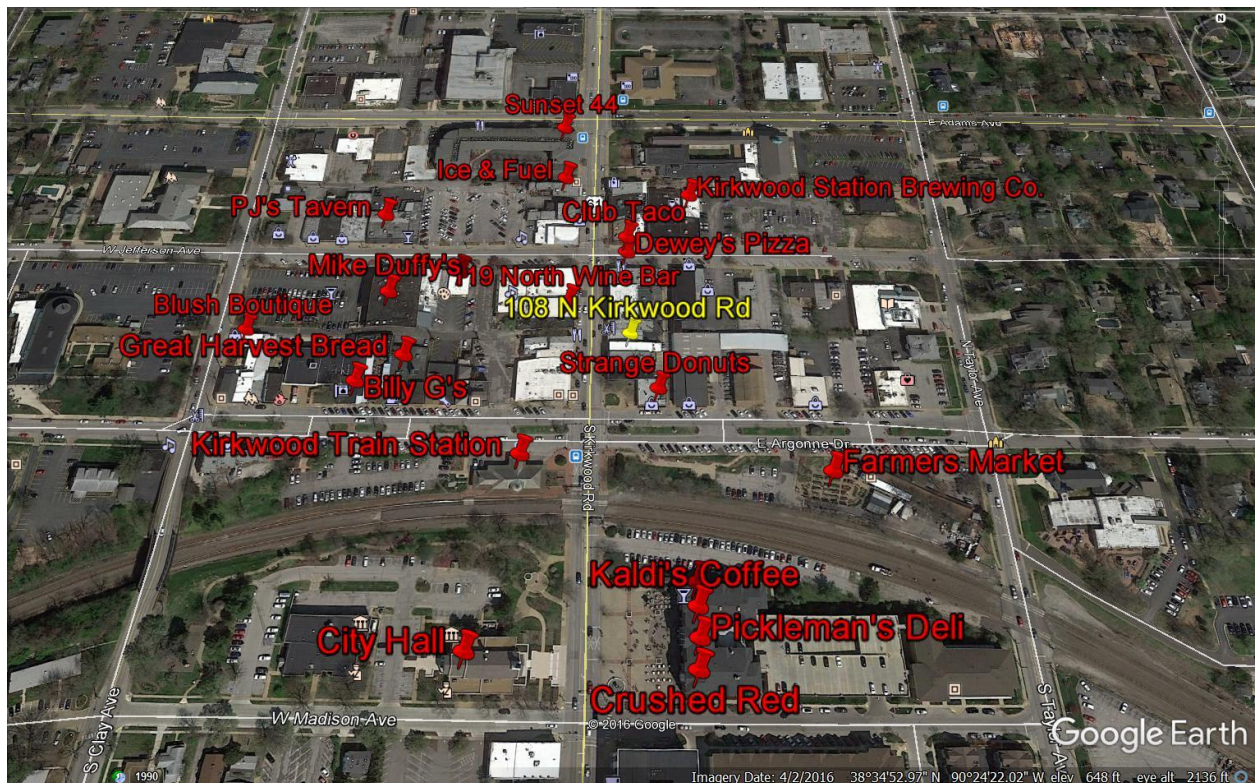 N
Sunset 44
E Adams Ave
Ice & Fuel
Kirkwood Station Brewing Co.
PJ's Tavern
Club Taco
Dewey's Pizza
W Jefferson Ave
Mike Duffy's
19 North Wine Bar
Blush Boutique
108 N Kirkwood Rd
Great Harvest Bread
Strange Donuts
Billy G's
N Taylor Ave
S Kirkwood Rd
Kirkwood Train Station
E Argonne Dr
Farmers Market
Kaldi's Coffee
City Hall
Pickleman's Deli
Crushed Red
S Clay Ave
W Madison Ave
© 2016 Google
Google Earth
1990
Imagery Date: 4/2/2016 38°34'52.97" N 90°24'22.02" W elev 648 ft eye alt 2136 ft